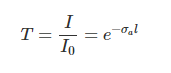 T = I / I₀ = e^{-σₐl}